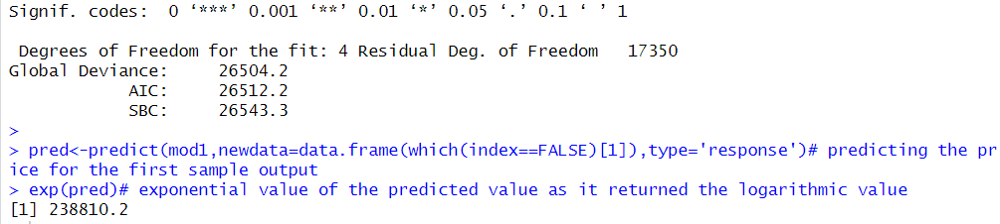 Signif. codes:  0 ‘***’ 0.001 ‘**’ 0.01 ‘*’ 0.05 ‘.’ 0.1 ‘ ’ 1
Degrees of Freedom for the fit: 4 Residual Deg. of Freedom   17350
Global Deviance:     26504.2
AIC:     26512.2
SBC:     26543.3
>
> pred<-predict(mod1,newdata=data.frame(which(index==FALSE)[1]),type='response')# predicting the pr
ice for the first sample output
> exp(pred)# exponential value of the predicted value as it returned the logarithmic value
[1] 238810.2